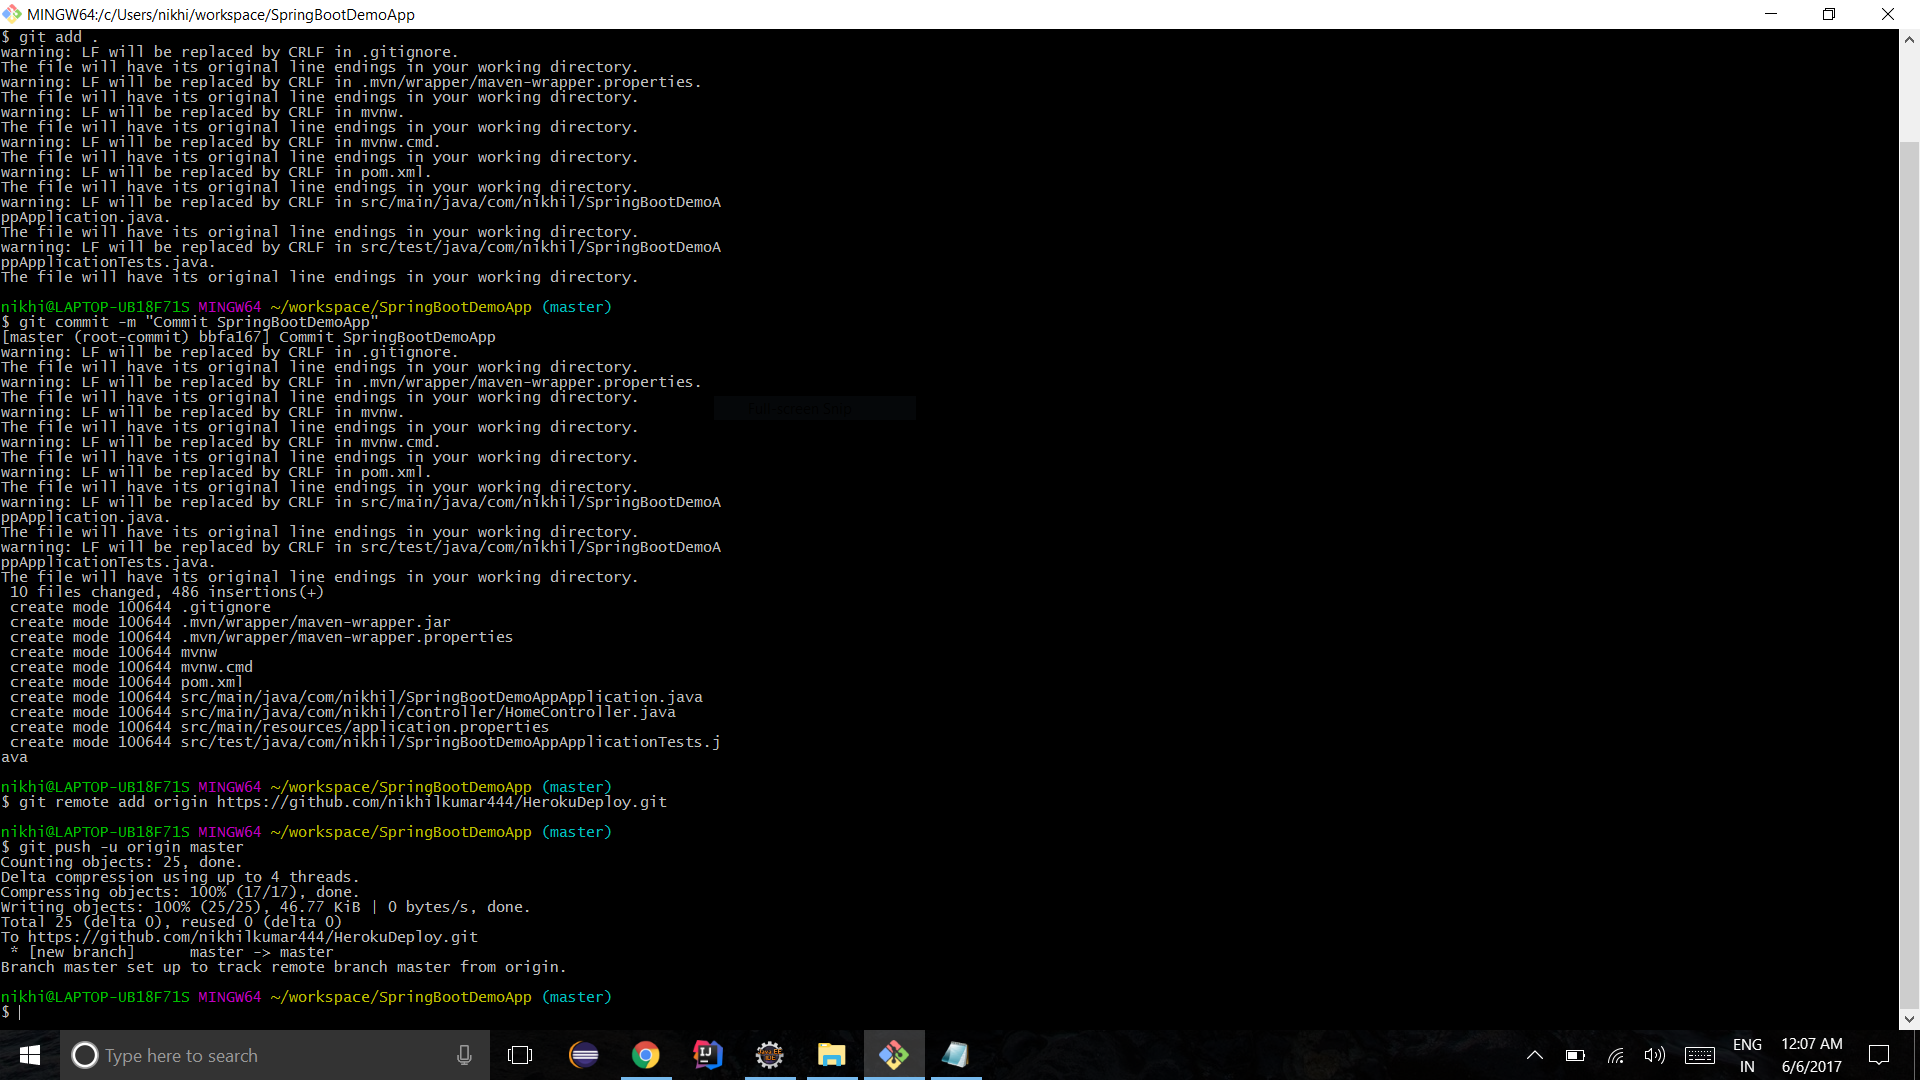 MINGW64:/c/Users/nikhi/workspace/SpringBootDemoApp
$ git add .
warning: LF will be replaced by CRLF in .gitignore.
The file will have its original line endings in your working directory.
warning: LF will be replaced by CRLF in .mvn/wrapper/maven-wrapper.properties.
The file will have its original line endings in your working directory.
warning: LF will be replaced by CRLF in mvnw.
The file will have its original line endings in your working directory.
warning: LF will be replaced by CRLF in mvnw.cmd.
The file will have its original line endings in your working directory.
warning: LF will be replaced by CRLF in pom.xml.
The file will have its original line endings in your working directory.
warning: LF will be replaced by CRLF in src/main/java/com/nikhil/SpringBootDemoA
ppApplication.java.
The file will have its original line endings in your working directory.
warning: LF will be replaced by CRLF in src/test/java/com/nikhil/SpringBootDemoA
ppApplicationTests.java.
The file will have its original line endings in your working directory.
nikhi@LAPTOP-UB18F71S MINGW64 ~/workspace/SpringBootDemoApp (master)
$ git commit -m "Commit SpringBootDemoApp"
[master (root-commit) bbfa167] Commit SpringBootDemoApp
warning: LF will be replaced by CRLF in .gitignore.
The file will have its original line endings in your working directory.
warning: LF will be replaced by CRLF in .mvn/wrapper/maven-wrapper.properties.
The file will have its original line endings in your working directory.
warning: LF will be replaced by CRLF in mvnw.
The file will have its original line endings in your working directory.
warning: LF will be replaced by CRLF in mvnw.cmd.
The file will have its original line endings in your working directory.
warning: LF will be replaced by CRLF in pom.xml.
The file will have its original line endings in your working directory.
warning: LF will be replaced by CRLF in src/main/java/com/nikhil/SpringBootDemoA
ppApplication.java.
The file will have its original line endings in your working directory.
warning: LF will be replaced by CRLF in src/test/java/com/nikhil/SpringBootDemoA
ppApplicationTests.java.
The file will have its original line endings in your working directory.
10 files changed, 486 insertions(+)
create mode 100644 .gitignore
create mode 100644 .mvn/wrapper/maven-wrapper.jar
create mode 100644 .mvn/wrapper/maven-wrapper.properties
create mode 100644 mvnw
create mode 100644 mvnw.cmd
create mode 100644 pom.xml
create mode 100644 src/main/java/com/nikhil/SpringBootDemoAppApplication.java
create mode 100644 src/main/java/com/nikhil/controller/HomeController.java
create mode 100644 src/main/resources/application.properties
create mode 100644 src/test/java/com/nikhil/SpringBootDemoAppApplicationTests.j
ava
nikhi@LAPTOP-UB18F71S MINGW64 ~/workspace/SpringBootDemoApp (master)
$ git remote add origin https://github.com/nikhilkumar444/HerokuDeploy.git
nikhi@LAPTOP-UB18F71S MINGW64 ~/workspace/SpringBootDemoApp (master)
$ git push -u origin master
Counting objects: 25, done.
Delta compression using up to 4 threads.
Compressing objects: 100% (17/17), done.
Writing objects: 100% (25/25), 46.77 KiB | 0 bytes/s, done.
Total 25 (delta 0), reused 0 (delta 0)
To https://github.com/nikhilkumar444/HerokuDeploy.git
* [new branch] master -> master
Branch master set up to track remote branch master from origin.
nikhi@LAPTOP-UB18F71S MINGW64 ~/workspace/SpringBootDemoApp (master)
$
Type here to search
ENG
IN
12:07 AM
6/6/2017